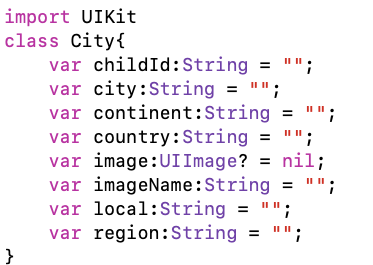 import UIKit
class City{
    var childId:String = "";
    var city:String = "";
    var continent:String = "";
    var country:String = "";
    var image:UIImage? = nil;
    var imageName:String = "";
    var local:String = "";
    var region:String = "";
}